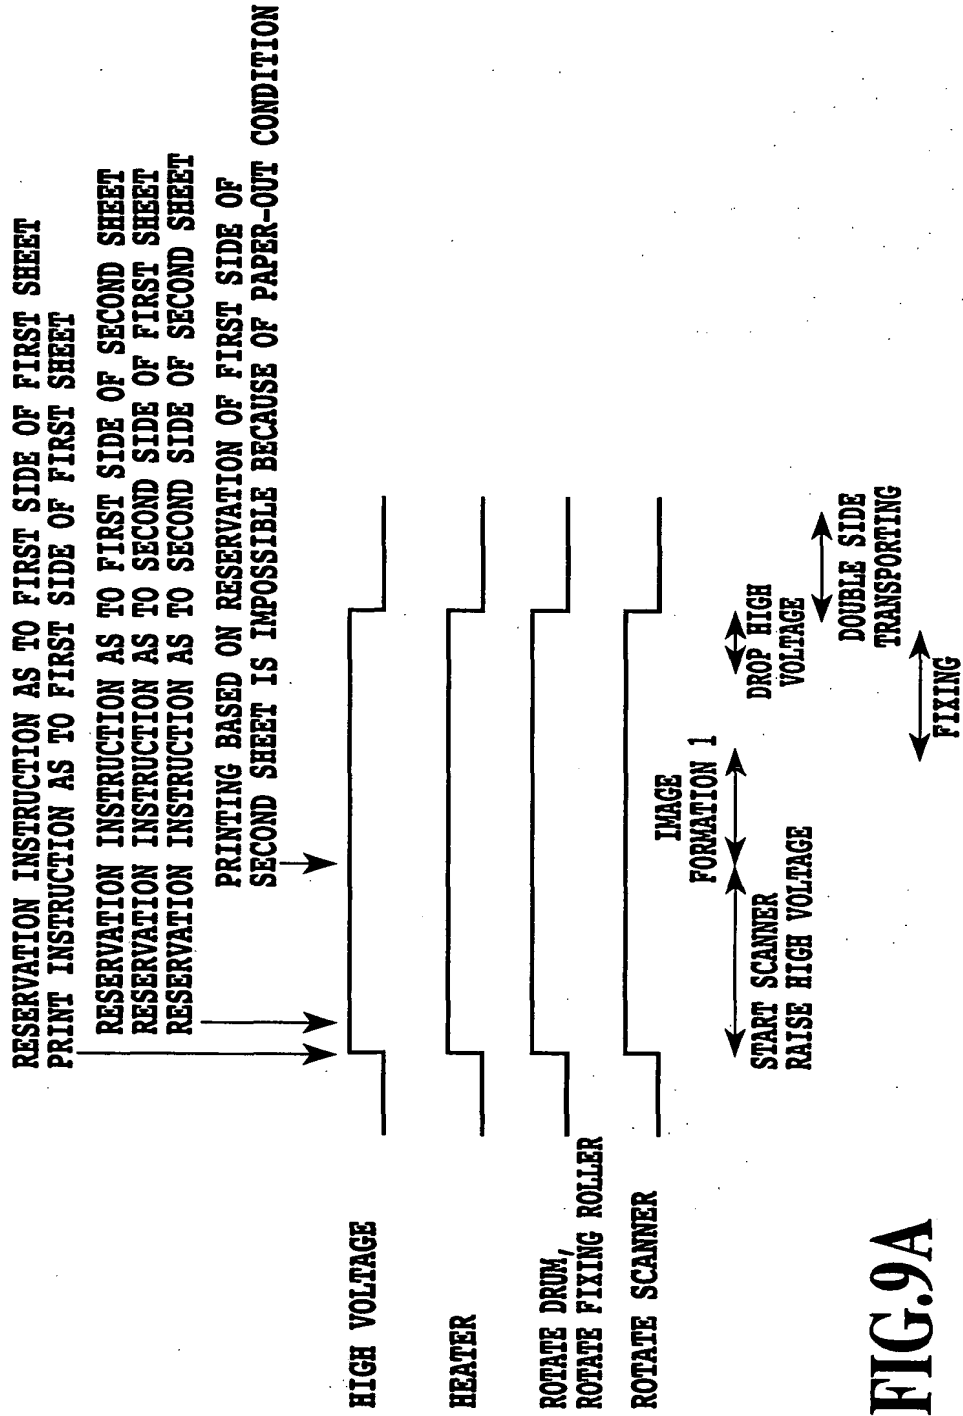 RESERVATION INSTRUCTION AS TO FIRST SIDE OF FIRST SHEET
PRINT INSTRUCTION AS TO FIRST SIDE OF FIRST SHEET
RESERVATION INSTRUCTION AS TO FIRST SIDE OF SECOND SHEET
RESERVATION INSTRUCTION AS TO SECOND SIDE OF FIRST SHEET
RESERVATION INSTRUCTION AS TO SECOND SIDE OF SECOND SHEET
PRINTING BASED ON RESERVATION OF FIRST SIDE OF
SECOND SHEET IS IMPOSSIBLE BECAUSE OF PAPER-OUT CONDITION
HIGH VOLTAGE
HEATER
ROTATE DRUM,
ROTATE FIXING ROLLER
ROTATE SCANNER
IMAGE
FORMATION 1
DROP HIGH
VOLTAGE
START SCANNER
RAISE HIGH VOLTAGE
DOUBLE SIDE
TRANSPORTING
FIXING
FIG.9A